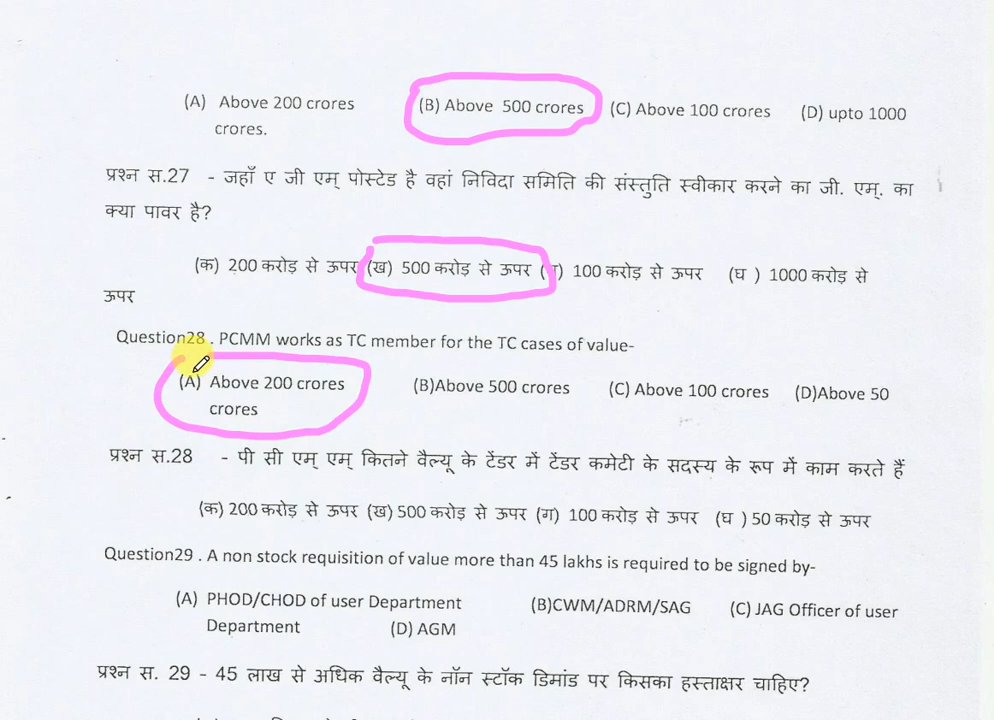 (A) Above 200 crores (B) Above 500 crores (C) Above 100 crores (D) upto 1000
crores.
प्रश्न स.27 - जहाँ ए जी एम् पोस्टेड है वहां निविदा समिति की संस्तुति स्वीकार करने का जी. एम्. का
क्या पावर है?
(क) 200 करोड़ से ऊपर (ख) 500 करोड़ से ऊपर ( ) 100 करोड़ से ऊपर (घ ) 1000 करोड़ से
ऊपर
Question28 . PCMM works as TC member for the TC cases of value-
(A) Above 200 crores (B)Above 500 crores (C) Above 100 crores (D)Above 50
crores
प्रश्न स.28 - पी सी एम् एम् कितने वैल्यू के टेंडर में टेंडर कमेटी के सदस्य के रूप में काम करते हैं
(क) 200 करोड़ से ऊपर (ख) 500 करोड़ से ऊपर (ग) 100 करोड़ से ऊपर (घ ) 50 करोड़ से ऊपर
Question29 . A non stock requisition of value more than 45 lakhs is required to be signed by-
(A) PHOD/CHOD of user Department (B)CWM/ADRM/SAG (C) JAG Officer of user
Department (D) AGM
प्रश्न स. 29 - 45 लाख से अधिक वैल्यू के नॉन स्टॉक डिमांड पर किसका हस्ताक्षर चाहिए?